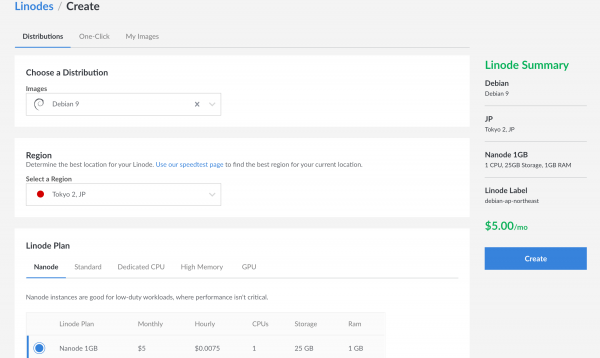 Linodes / Create
Distributions One-Click My Images
Choose a Distribution
Images
Debian 9
Region
Determine the best location for your Linode. Use our speedtest page to find the best region for your current location.
Select a Region
Tokyo 2, JP
Linode Plan
Nanode Standard Dedicated CPU High Memory GPU
Nanode instances are good for low-duty workloads, where performance isn't critical.
Linode Plan Monthly Hourly CPUs Storage Ram
Nanode 1GB $5 $0.0075 1 25 GB 1 GB
Linode Summary
Debian
Debian 9
JP
Tokyo 2, JP
Nanode 1GB
1 CPU, 25GB Storage, 1GB RAM
Linode Label
debian-ap-northeast
$5.00/mo
Create